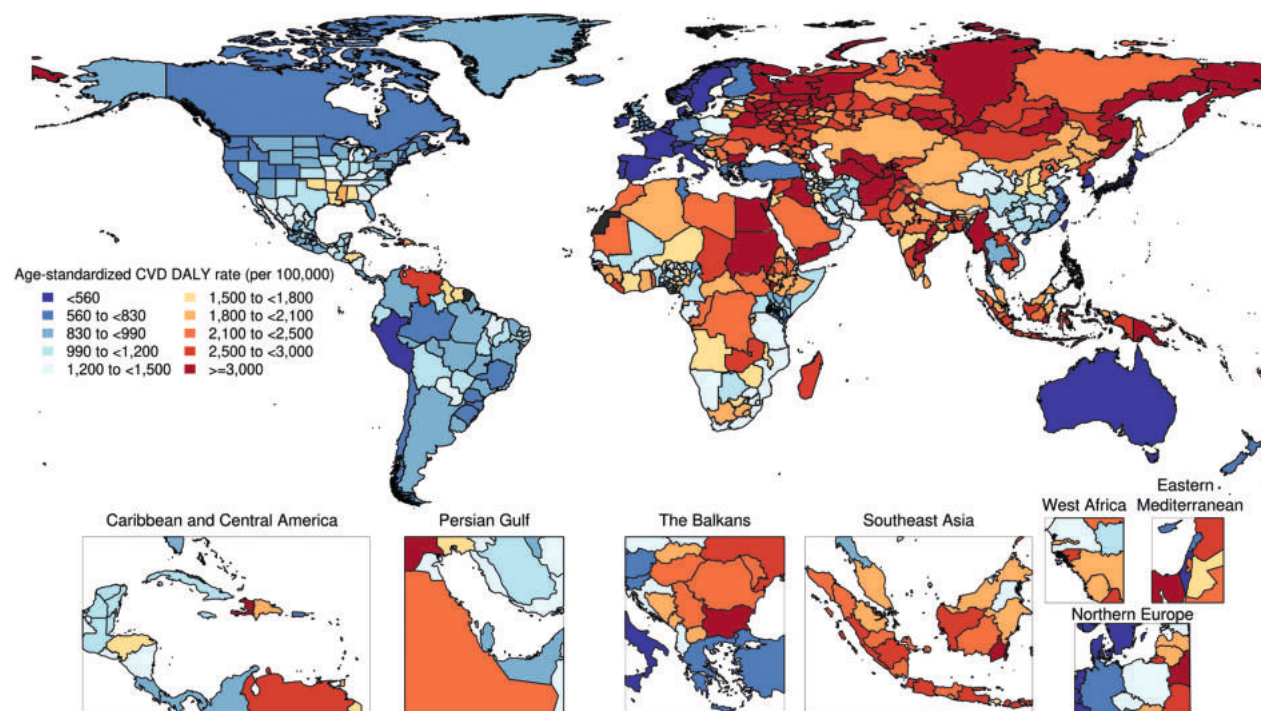 Age-standardized CVD DALY rate (per 100,000)
<560
560 to <830
830 to <990
990 to <1,200
1,200 to <1,500
1,500 to <1,800
1,800 to <2,100
2,100 to <2,500
2,500 to <3,000
>=3,000
Caribbean and Central America
Persian Gulf
The Balkans
Southeast Asia
West Africa
Eastern
Mediterranean
Northern Europe